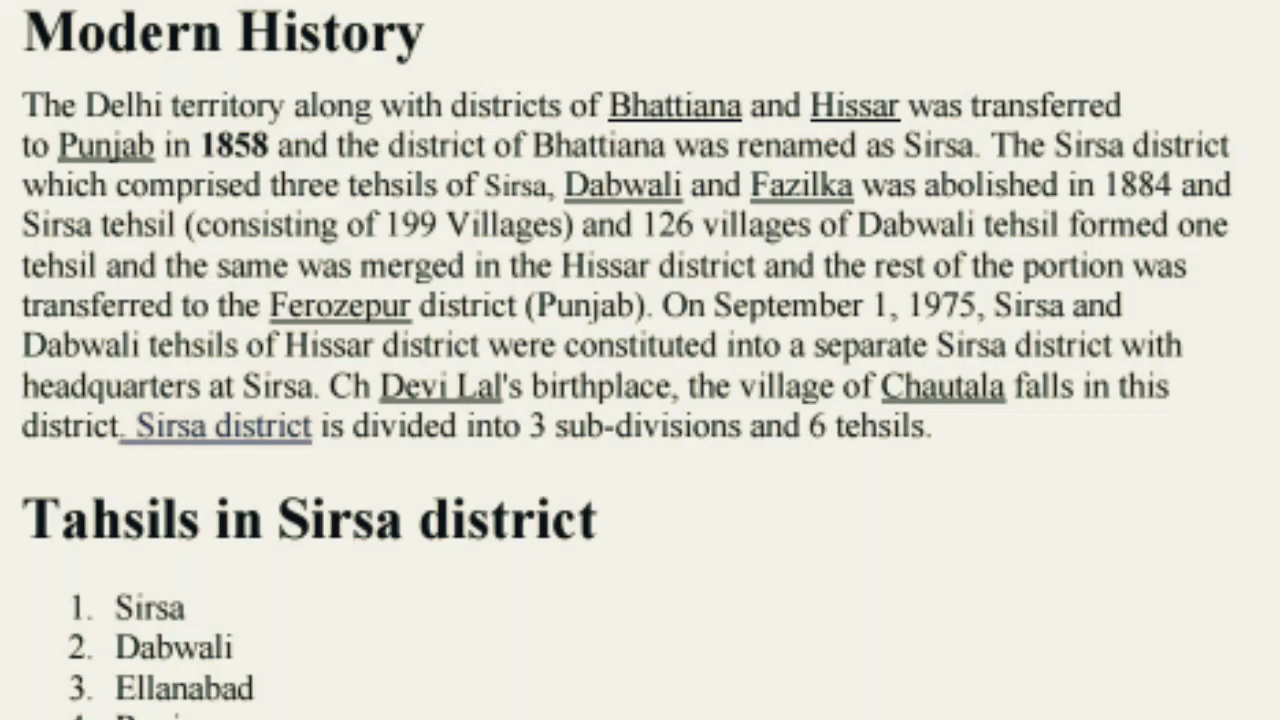 Modern History
The Delhi territory along with districts of Bhattiana and Hissar was transferred
to Punjab in 1858 and the district of Bhattiana was renamed as Sirsa. The Sirsa district
which comprised three tehsils of Sirsa, Dabwali and Fazilka was abolished in 1884 and
Sirsa tehsil (consisting of 199 Villages) and 126 villages of Dabwali tehsil formed one
tehsil and the same was merged in the Hissar district and the rest of the portion was
transferred to the Ferozepur district (Punjab). On September 1, 1975, Sirsa and
Dabwali tehsils of Hissar district were constituted into a separate Sirsa district with
headquarters at Sirsa. Ch Devi Lal's birthplace, the village of Chautala falls in this
district. Sirsa district is divided into 3 sub-divisions and 6 tehsils.
Tahsils in Sirsa district
1. Sirsa
2. Dabwali
3. Ellanabad